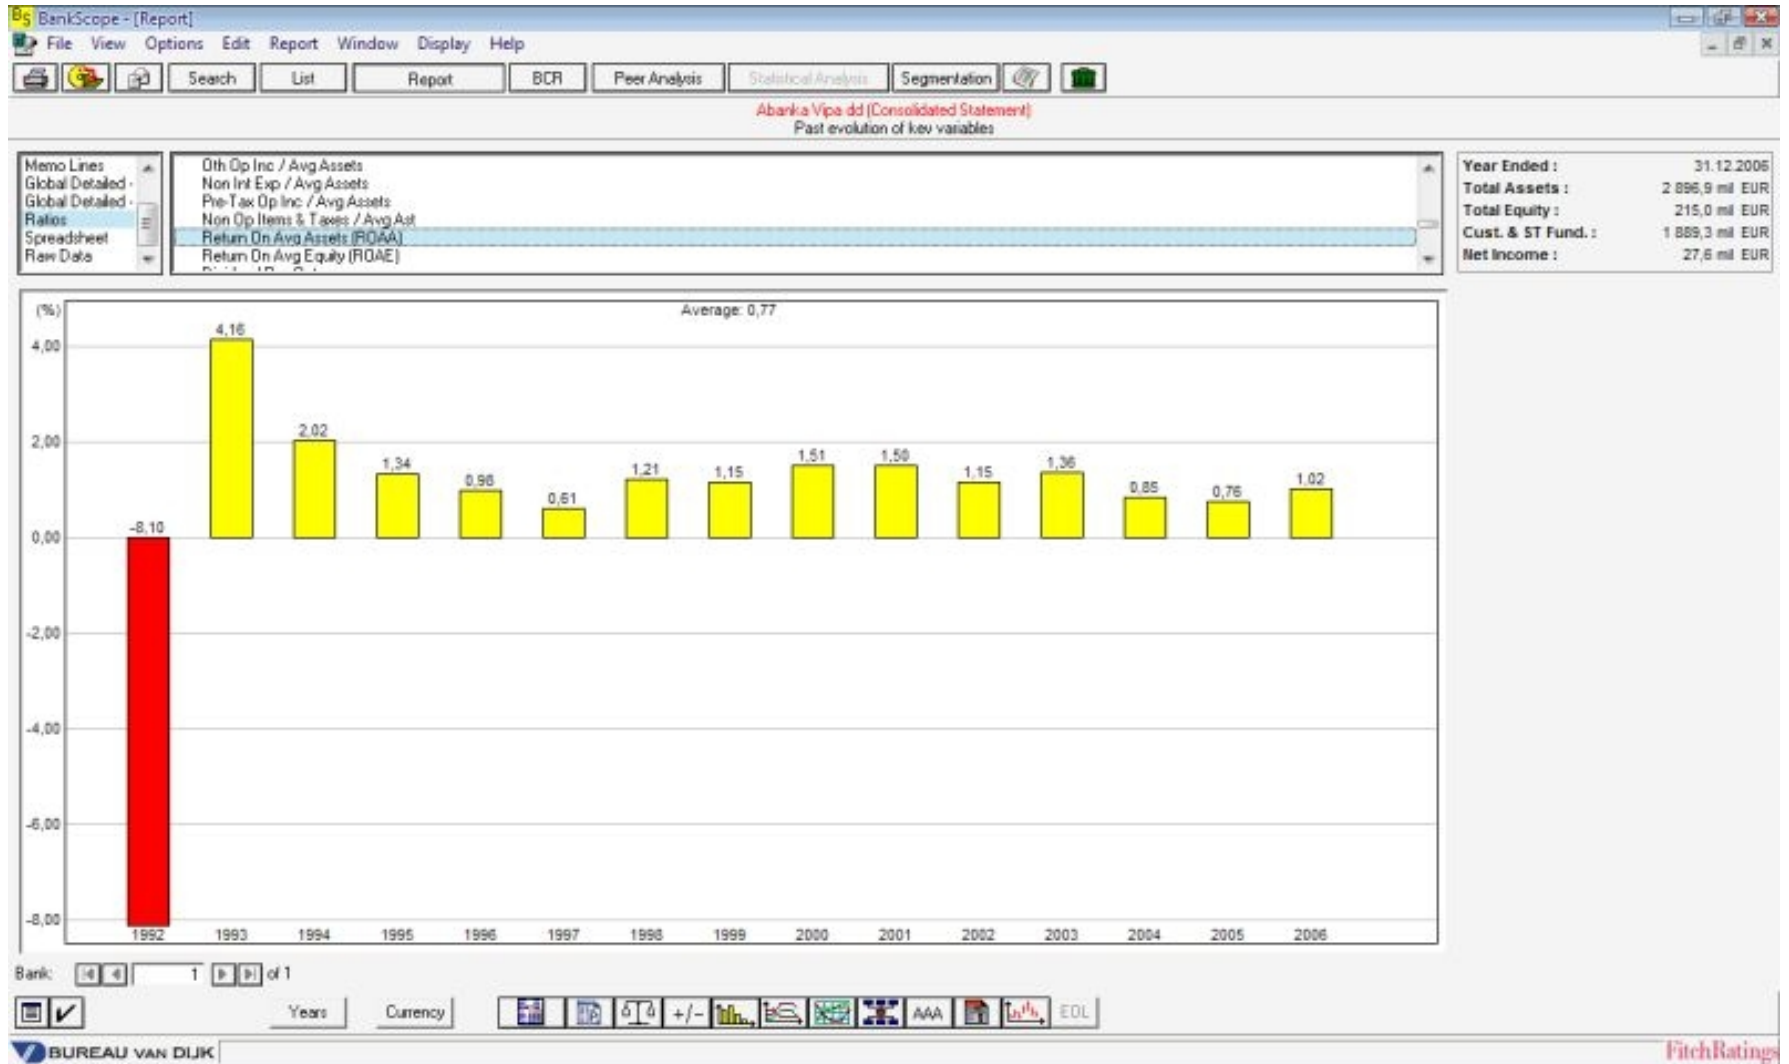 BS BankScope - [Report]
File View Options Edit Report Window Display Help
Search List Report BCR Peer Analysis Statistical Analysis Segmentation
Abanka Vipa dd (Consolidated Statement)
Past evolution of key variables
Memo Lines
Global Detailed -
Global Detailed -
Ratios
Spreadsheet
Raw Data
Oth Op Inc / Avg Assets
Non Int Exp / Avg Assets
Pre-Tax Op Inc / Avg Assets
Non Op Items & Taxes / Avg Ast
Return On Avg Assets (ROAA)
Return On Avg Equity (ROAE)
Year Ended : 31.12.2006
Total Assets : 2 896,9 mil EUR
Total Equity : 215,0 mil EUR
Cust. & ST Fund. : 1 889,3 mil EUR
Net Income : 27,6 mil EUR
(%) Average: 0,77
4,16
4,00
2,02
2,00
1,34 0,98 0,61 1,21 1,15 1,51 1,50 1,15 1,36 0,85 0,76 1,02
-8,10
0,00
-2,00
-4,00
-6,00
-8,00
1992 1993 1994 1995 1996 1997 1998 1999 2000 2001 2002 2003 2004 2005 2006
Bank: 1 of 1
Years Currency +/- AAA EOL
BUREAU VAN DIJK FitchRatings